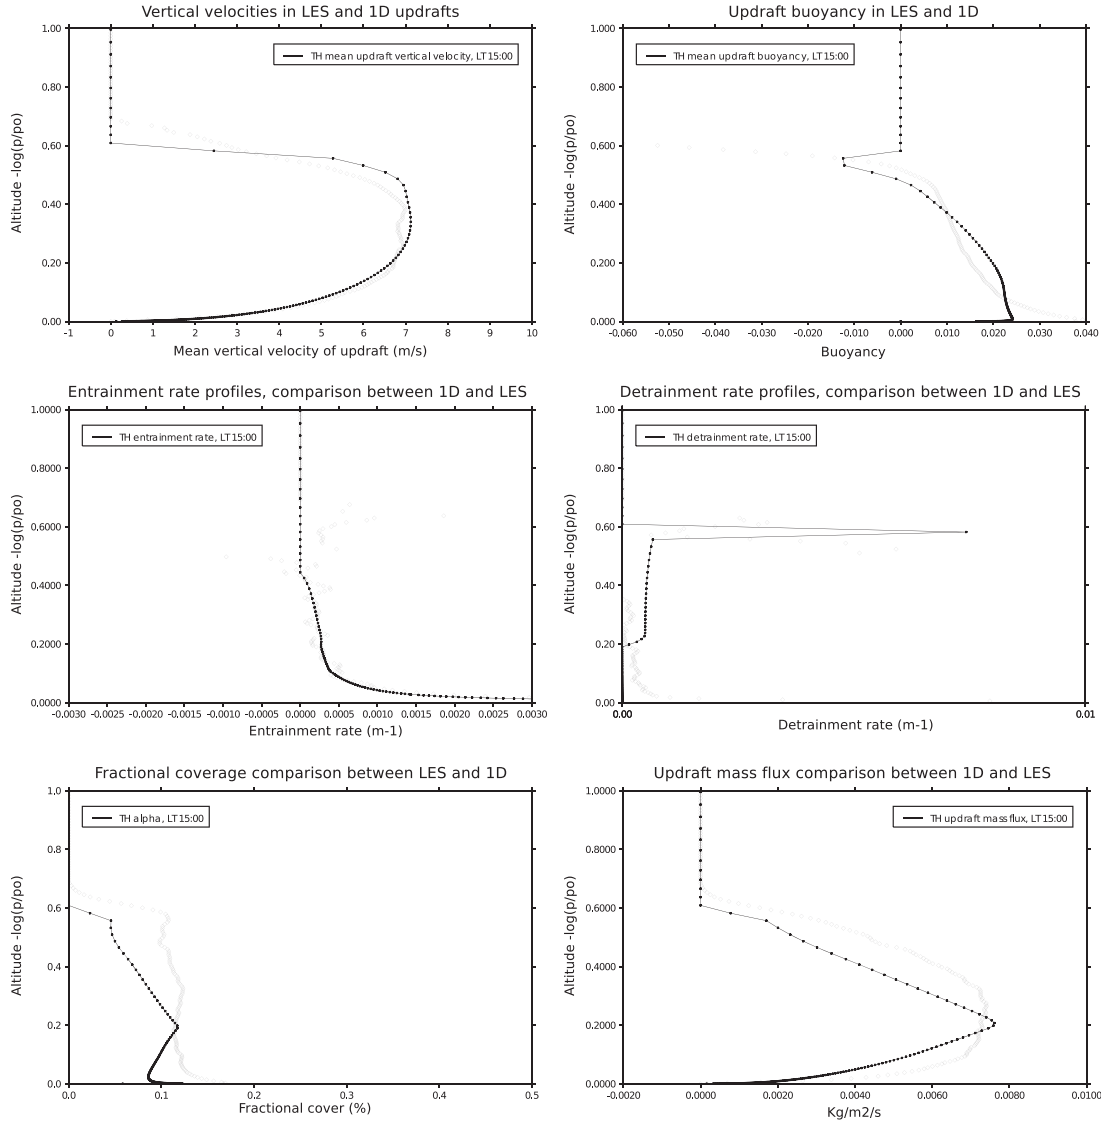 Vertical velocities in LES and 1D updrafts
1.00
TH mean updraft vertical velocity, LT 15:00
0.80
0.60
0.40
0.20
0.00
Altitude -log(p/po)
-1 0 1 2 3 4 5 6 7 8 9 10
Mean vertical velocity of updraft (m/s)
Updraft buoyancy in LES and 1D
1.000
TH mean updraft buoyancy, LT 15:00
0.800
0.600
0.400
0.200
0.000
Altitude -log(p/po)
-0.060 -0.050 -0.040 -0.030 -0.020 -0.010 0.000 0.010 0.020 0.030 0.040
Buoyancy
Entrainment rate profiles, comparison between 1D and LES
1.0000
TH entrainment rate, LT 15:00
0.8000
0.6000
0.4000
0.2000
0.0000
Altitude -log(p/po)
-0.0030 -0.0025 -0.0020 -0.0015 -0.0010 -0.0005 0.0000 0.0005 0.0010 0.0015 0.0020 0.0025 0.0030
Entrainment rate (m-1)
Detrainment rate profiles, comparison between 1D and LES
1.00
TH detrainment rate, LT 15:00
0.80
0.60
0.40
0.20
0.00
Altitude -log(p/po)
0.00 0.01
Detrainment rate (m-1)
Fractional coverage comparison between LES and 1D
1.0
TH alpha, LT 15:00
0.8
0.6
0.4
0.2
0.0
Altitude -log(p/po)
0.0 0.1 0.2 0.3 0.4 0.5
Fractional cover (%)
Updraft mass flux comparison between 1D and LES
1.0000
TH updraft mass flux, LT 15:00
0.8000
0.6000
0.4000
0.2000
0.0000
Altitude -log(p/po)
-0.0020 0.0000 0.0020 0.0040 0.0060 0.0080 0.0100
Kg/m2/s